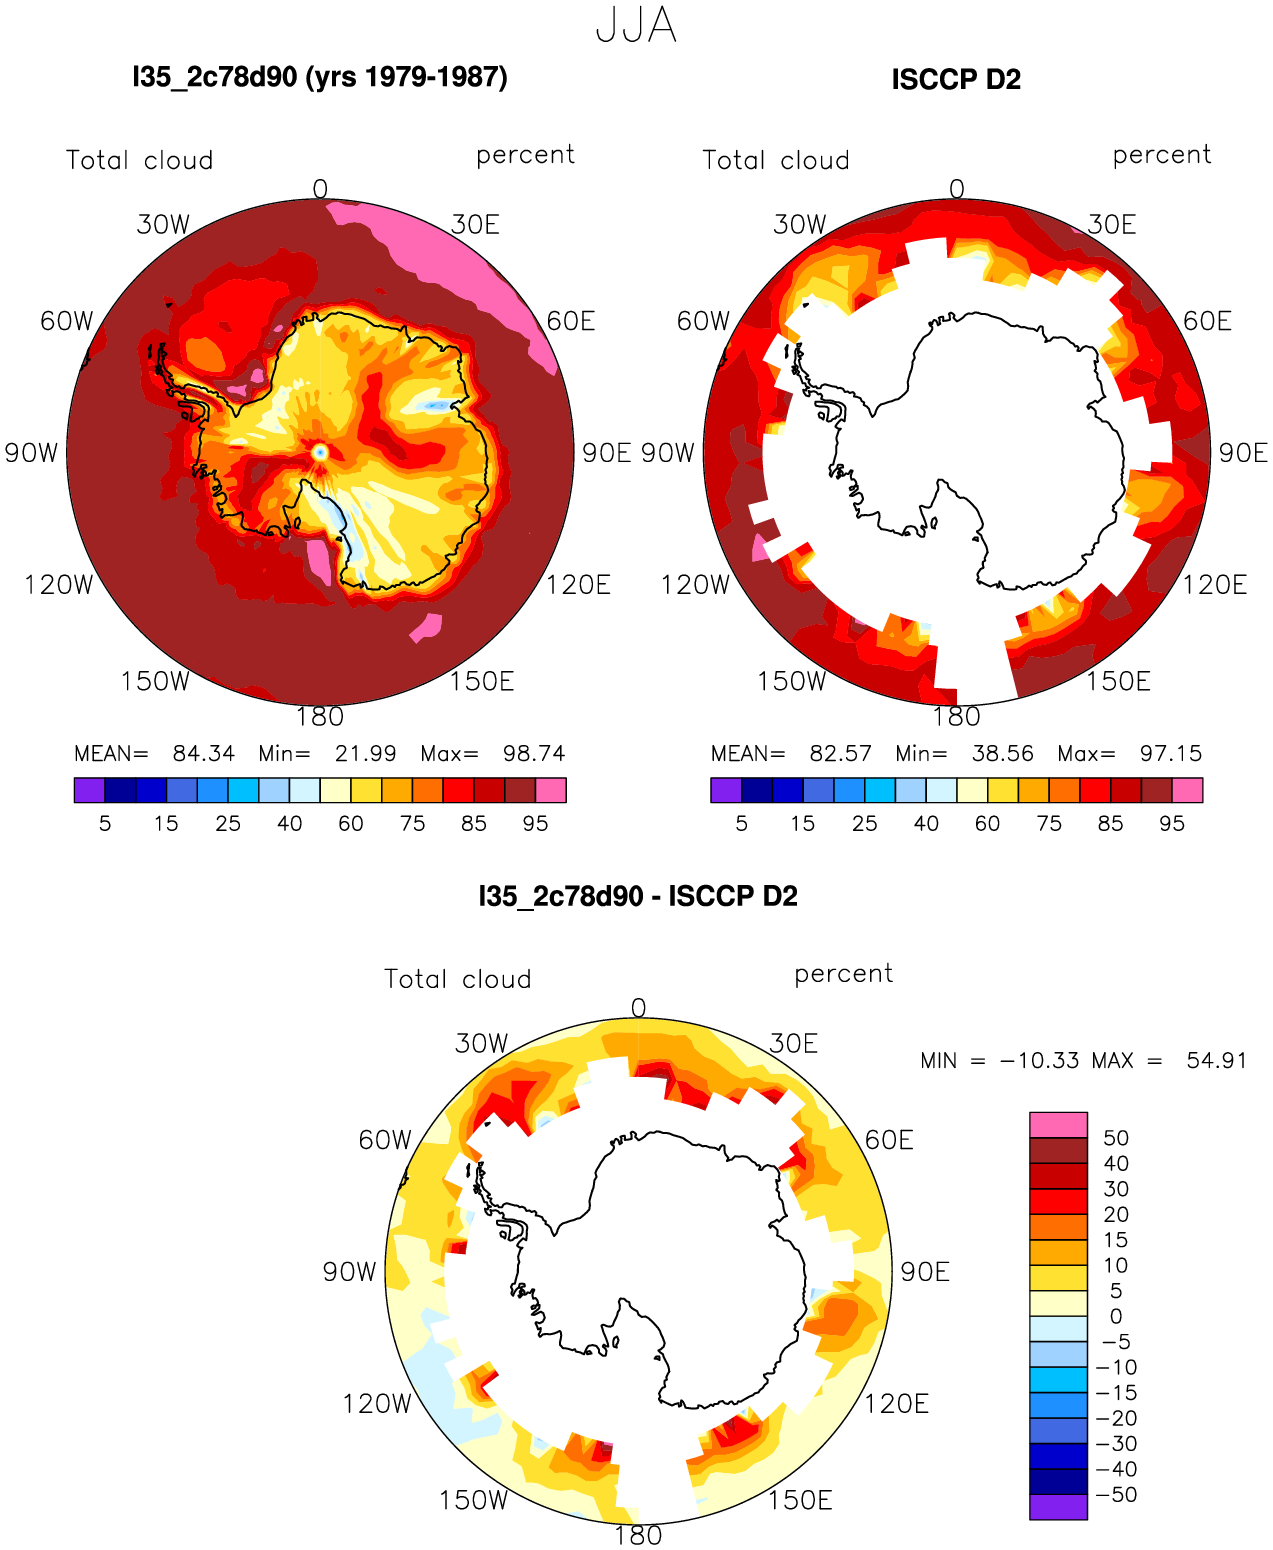 JJA
I35_2c78d90 (yrs 1979-1987)
Total cloud percent
0
30W 30E
60W 60E
90W 90E
120W 120E
150W 150E
180
MEAN= 84.34 Min= 21.99 Max= 98.74
5 15 25 40 60 75 85 95
ISCCP D2
Total cloud percent
0
30W 30E
60W 60E
90W 90E
120W 120E
150W 150E
180
MEAN= 82.57 Min= 38.56 Max= 97.15
5 15 25 40 60 75 85 95
I35_2c78d90 - ISCCP D2
Total cloud percent
0
30W 30E
60W 60E
90W 90E
120W 120E
150W 150E
180
MIN = −10.33 MAX = 54.91
50
40
30
20
15
10
5
0
−5
−10
−15
−20
−30
−40
−50